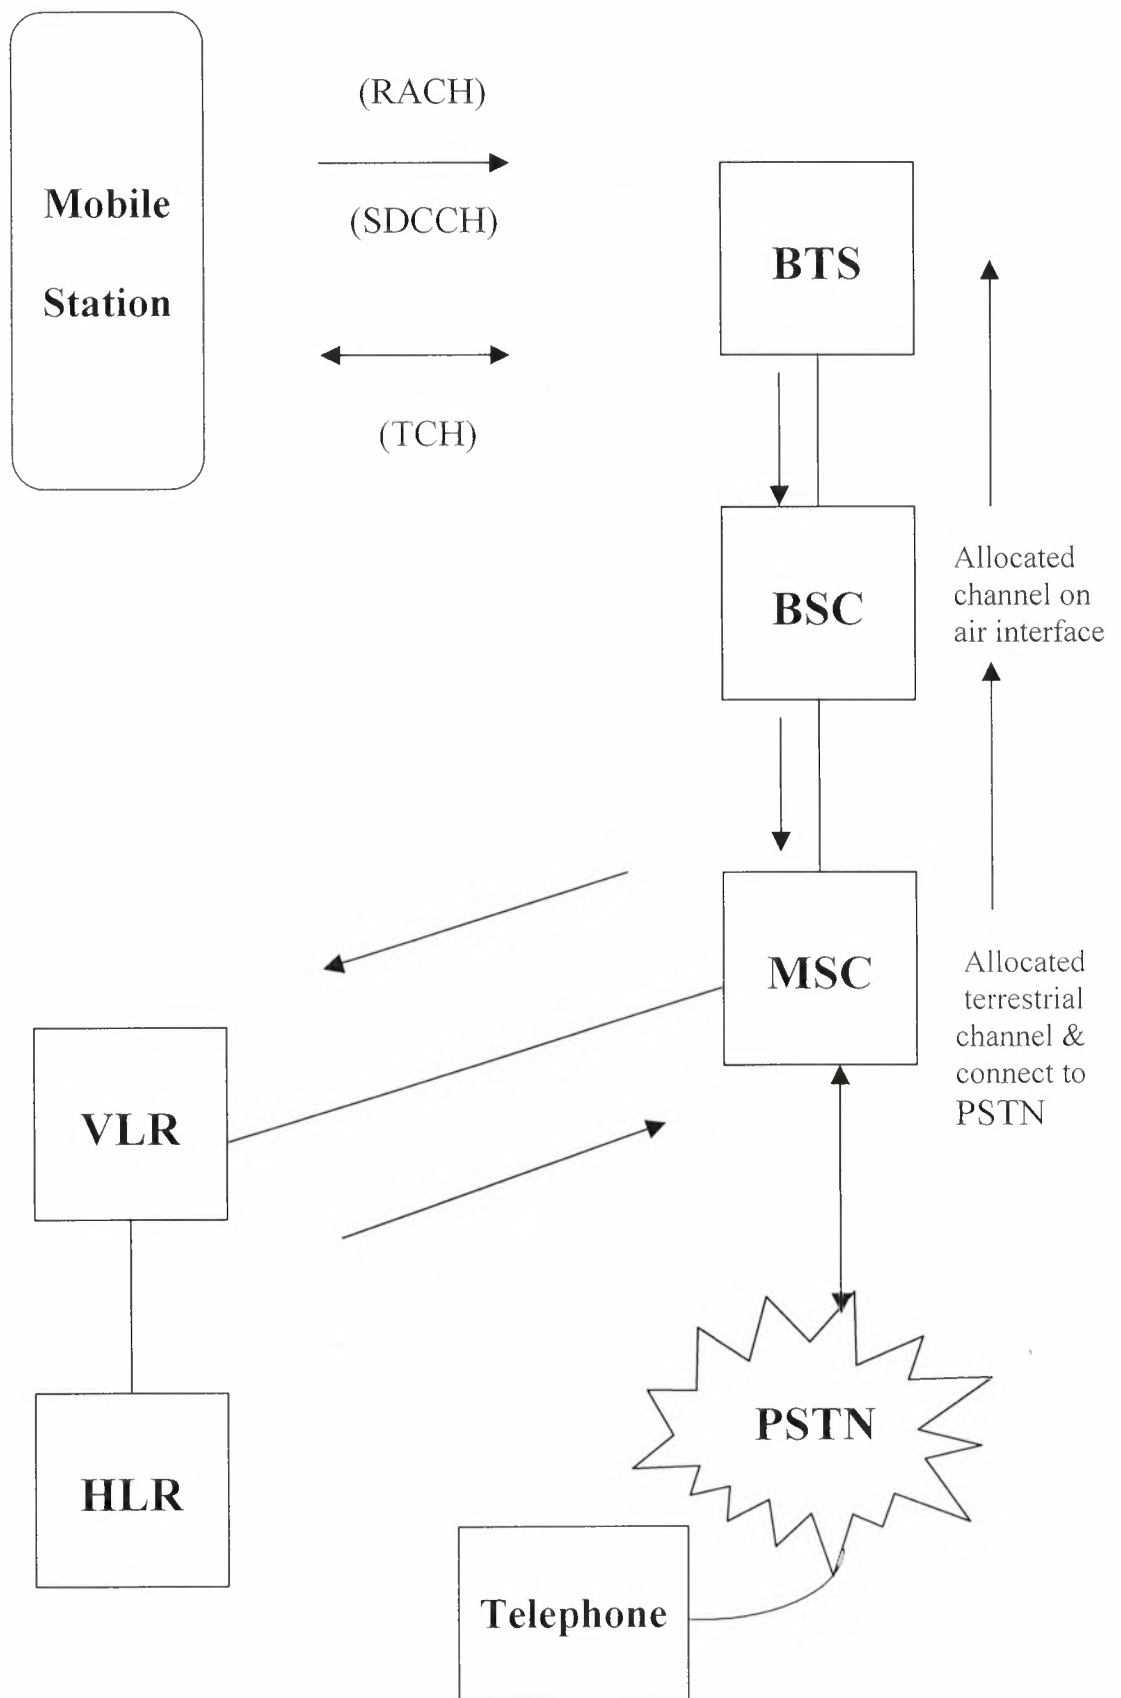 (RACH)
Mobile
Station
(SDCCH)
(TCH)
BTS
BSC
Allocated
channel on
air interface
MSC
Allocated
terrestrial
channel &
connect to
PSTN
VLR
HLR
PSTN
Telephone